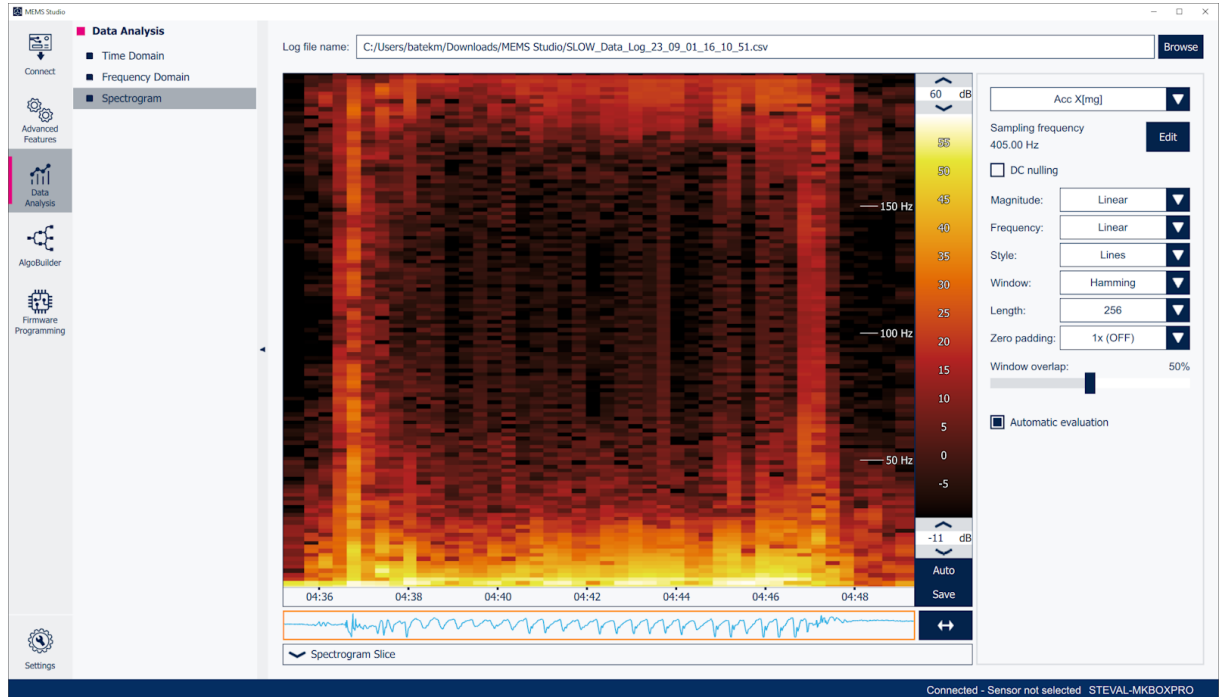 MEMS Studio
Connect
Advanced
Features
Data
Analysis
AlgoBuilder
Firmware
Programming
Settings
Data Analysis
Time Domain
Frequency Domain
Spectrogram
Log file name: C:/Users/batekm/Downloads/MEMS Studio/SLOW_Data_Log_23_09_01_16_10_51.csv Browse
150 Hz
100 Hz
50 Hz
04:36 04:38 04:40 04:42 04:44 04:46 04:48
60 dB
55
50
45
40
35
30
25
20
15
10
5
0
-5
-11 dB
Auto
Save
Spectrogram Slice
Acc X[mg]
Sampling frequency
405.00 Hz
Edit
DC nulling
Magnitude: Linear
Frequency: Linear
Style: Lines
Window: Hamming
Length: 256
Zero padding: 1x (OFF)
Window overlap: 50%
Automatic evaluation
Connected - Sensor not selected STEVAL-MKBOXPRO